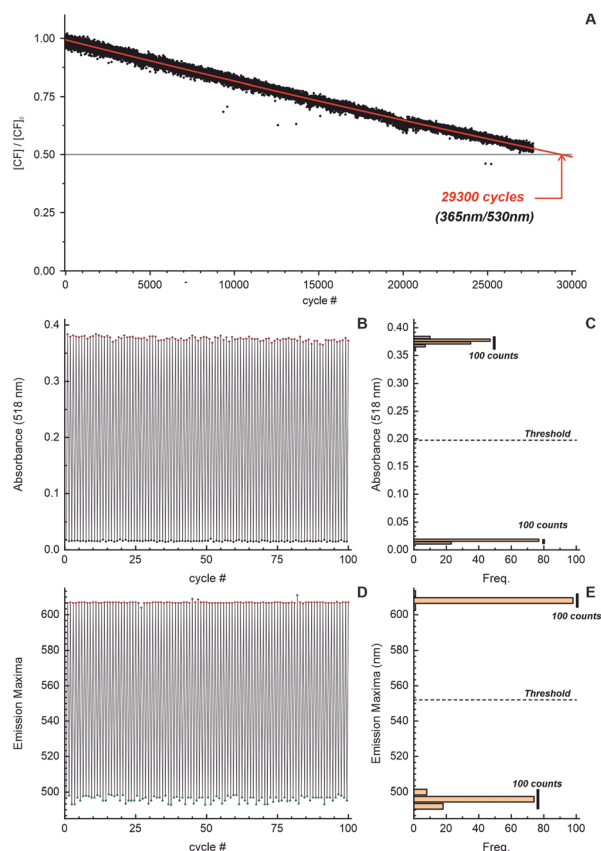 A
1.00
0.75
0.50
0.25
0.00
[CF] / [CF]0
29300 cycles
(365nm/530nm)
0 5000 10000 15000 20000 25000 30000
cycle #
B
0.4
0.3
0.2
0.1
0.0
Absorbance (518 nm)
0 25 50 75 100
cycle #
C
0.40
0.35
0.30
0.25
0.20
0.15
0.10
0.05
0.00
Absorbance (518 nm)
100 counts
Threshold
100 counts
0 20 40 60 80 100
Freq.
D
600
580
560
540
520
500
Emission Maxima
0 25 50 75 100
cycle #
E
600
580
560
540
520
500
Emission Maxima (nm)
100 counts
Threshold
100 counts
0 20 40 60 80 100
Freq.